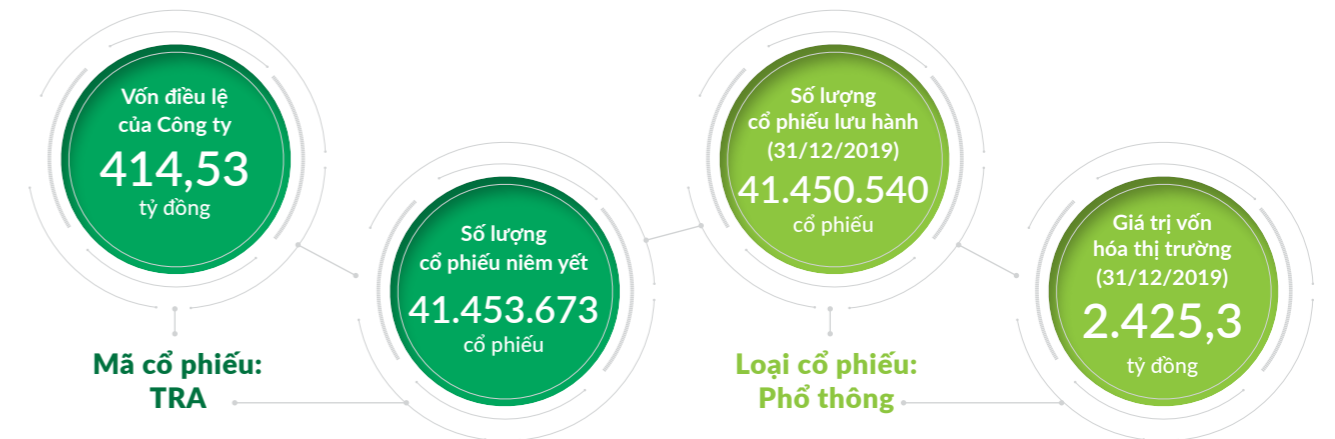 Vốn điều lệ
của Công ty
414,53
tỷ đồng
Số lượng
cổ phiếu niêm yết
41.453.673
cổ phiếu
Mã cổ phiếu:
TRA
Số lượng
cổ phiếu lưu hành
(31/12/2019)
41.450.540
cổ phiếu
Giá trị vốn
hóa thị trường
(31/12/2019)
2.425,3
tỷ đồng
Loại cổ phiếu:
Phổ thông